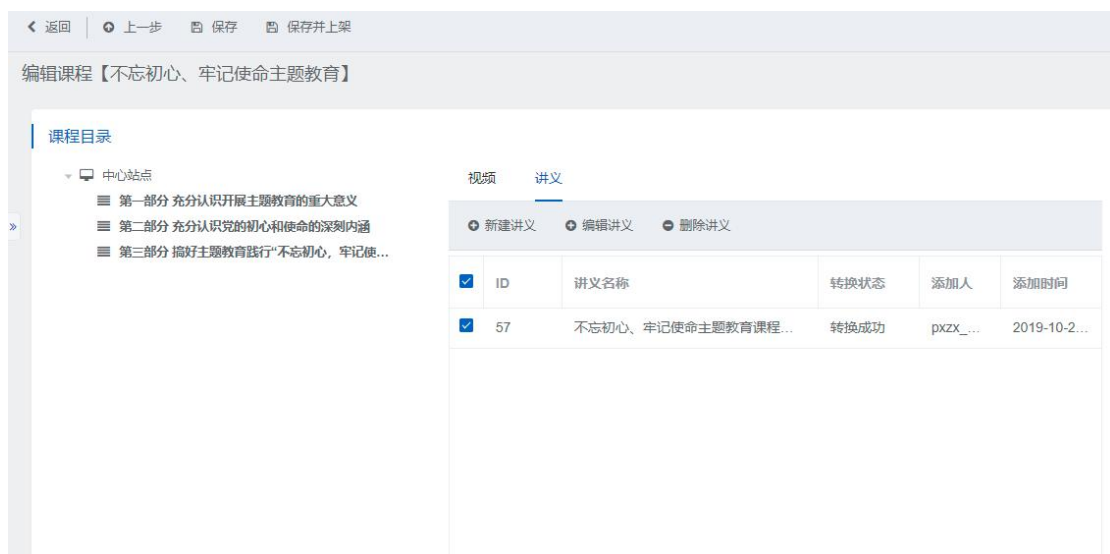 返回 上一步 保存 保存并上架
编辑课程【不忘初心、牢记使命主题教育】
课程目录
中心站点
第一部分 充分认识开展主题教育的重大意义
第二部分 充分认识党的初心和使命的深刻内涵
第三部分 搞好主题教育践行“不忘初心，牢记使...
»
视频 讲义
新建讲义 编辑讲义 删除讲义
ID 讲义名称 转换状态 添加人 添加时间
57 不忘初心、牢记使命主题教育课程... 转换成功 pxzx_... 2019-10-2...